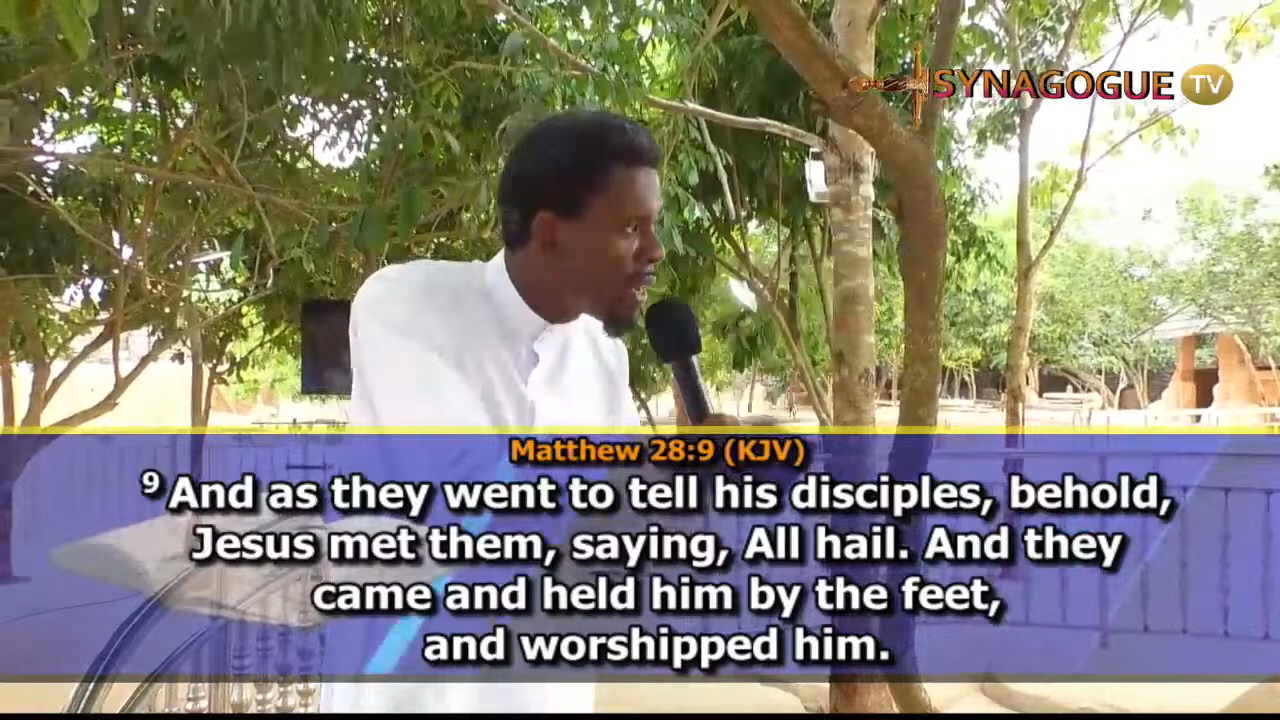 SYNAGOGUE TV
Matthew 28:9 (KJV)
9 And as they went to tell his disciples, behold,
Jesus met them, saying, All hail. And they
came and held him by the feet,
and worshipped him.